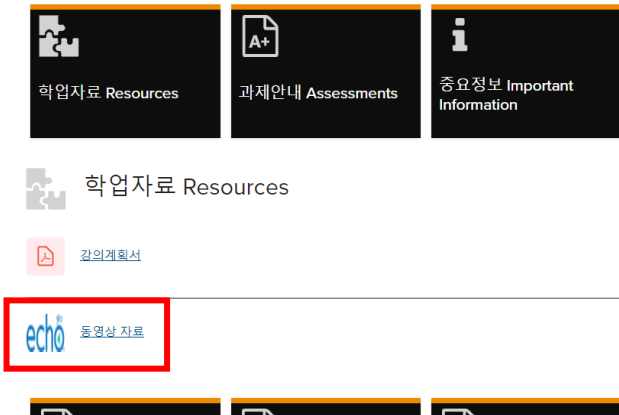 A+
학업자료 Resources
과제안내 Assessments
중요정보 Important
Information
학업자료 Resources
강의계획서
echo
동영상 자료